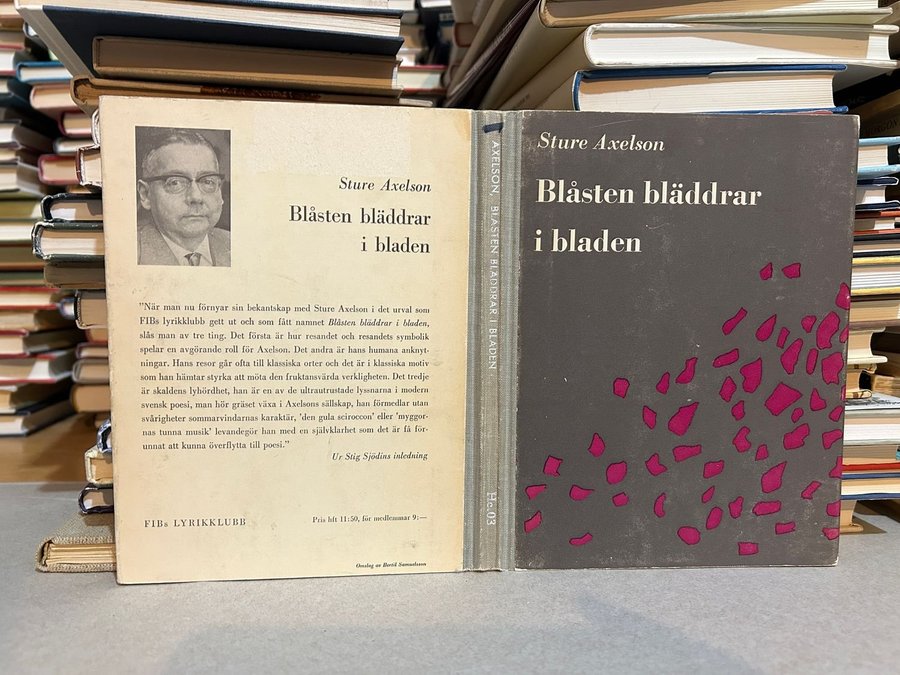 Sture Axelson
Blåsten bläddrar
i bladen
"När man nu förnyar sin bekantskap med Sture Axelson i det urval som
FIBs lyrikklubb gett ut och som fått namnet Blåsten bläddrar i bladen,
slås man av tre ting. Det första är hur resandet och resandets symbolik
spelar en avgörande roll för Axelson. Det andra är hans humana anknyt-
ningar. Hans resor går ofta till klassiska orter och det är i klassiska motiv
som han hämtar styrka att möta den fruktansvärda verkligheten. Det tredje
är skaldens lyhördhet, han är en av de ultrautrustade lyssnarna i modern
svensk poesi, man hör gräset växa i Axelsons sällskap, han förmedlar utan
svårigheter sommarvindarnas karaktär, 'den gula sciroccon' eller 'myggor-
nas tunna musik' levandegör han med en självklarhet som det är få för-
unnat att kunna överflytta till poesi."
Ur Stig Sjödins inledning
FIBs LYRIKKLUBB
Pris hft 11:50, för medlemmar 9:—
Omslag av Bertil Samuelsson
AXELSON, BLÅSTEN BLÄDDRAR I BLADEN
Hc.03
Sture Axelson
Blåsten bläddrar
i bladen